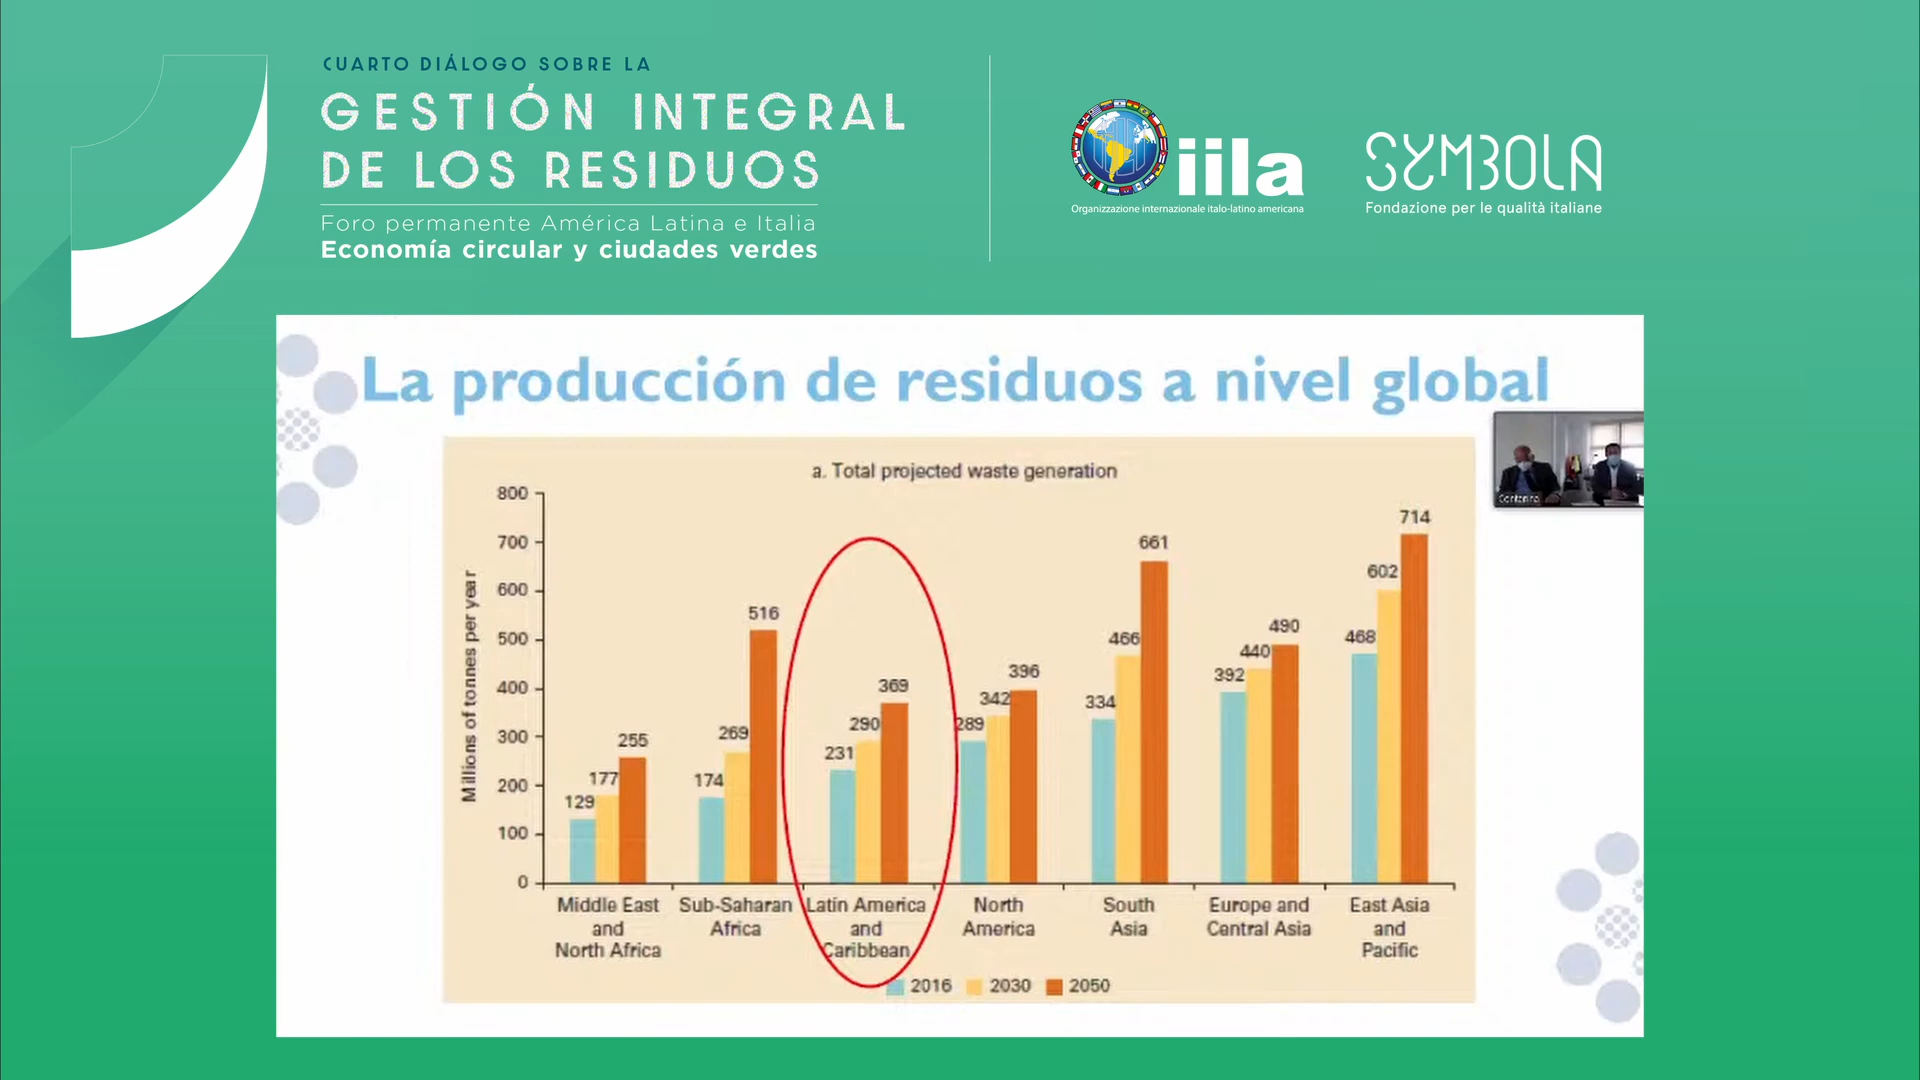 CUARTO DIÁLOGO SOBRE LA
GESTIÓN INTEGRAL
DE LOS RESIDUOS
Foro permanente América Latina e Italia
Economía circular y ciudades verdes
iila
Organizzazione internazionale italo-latino americana
SYMBOLA
Fondazione per le qualità italiane
La producción de residuos a nivel global
a. Total projected waste generation
Millions of tonnes per year
800
700
600
500
400
300
200
100
0
129 177 255
174 269 516
231 290 369
289 342 396
334 466 661
392 440 490
468 602 714
Middle East
and
North Africa
Sub-Saharan
Africa
Latin America
and
Caribbean
North
America
South
Asia
Europe and
Central Asia
East Asia
and
Pacific
2016 2030 2050